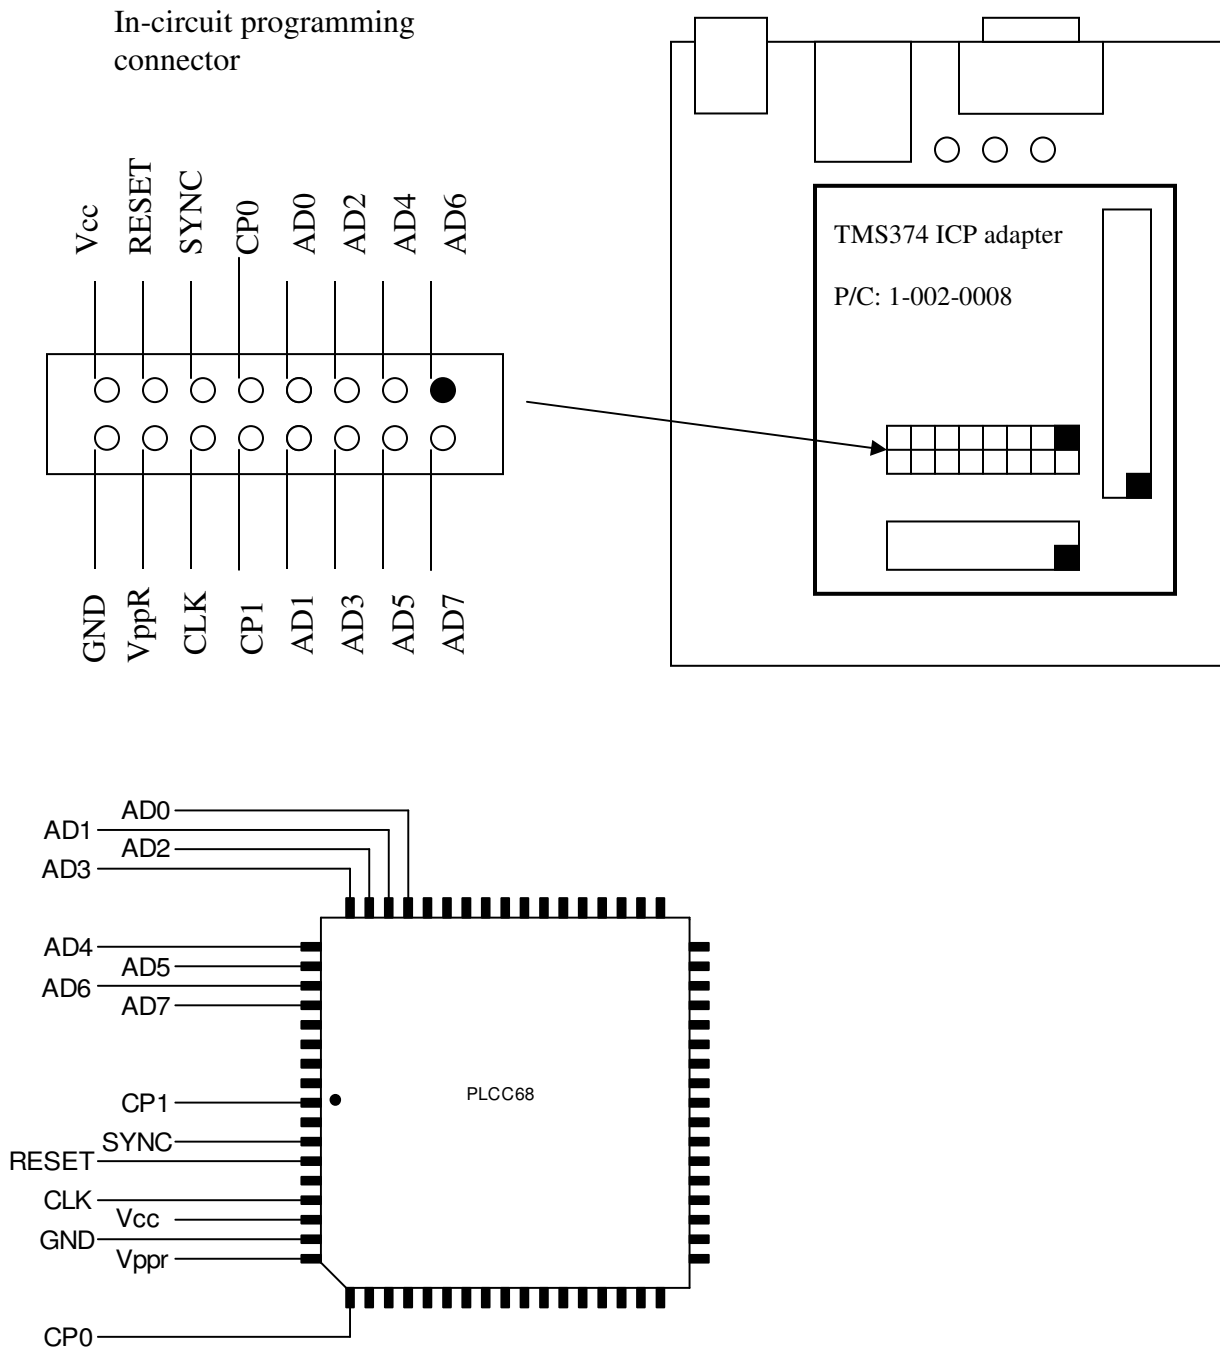 In-circuit programming
connector
Vcc
RESET
SYNC
CP0
AD0
AD2
AD4
AD6
GND
VppR
CLK
CP1
AD1
AD3
AD5
AD7
TMS374 ICP adapter
P/C: 1-002-0008
AD0
AD1
AD2
AD3
AD4
AD5
AD6
AD7
CP1
SYNC
RESET
CLK
Vcc
GND
Vppr
CP0
PLCC68